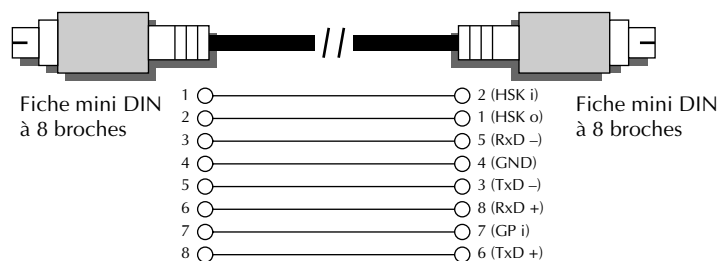 Fiche mini DIN
à 8 broches
1 2 (HSK i)
2 1 (HSK o)
3 5 (RxD –)
4 4 (GND)
5 3 (TxD –)
6 8 (RxD +)
7 7 (GP i)
8 6 (TxD +)
Fiche mini DIN
à 8 broches